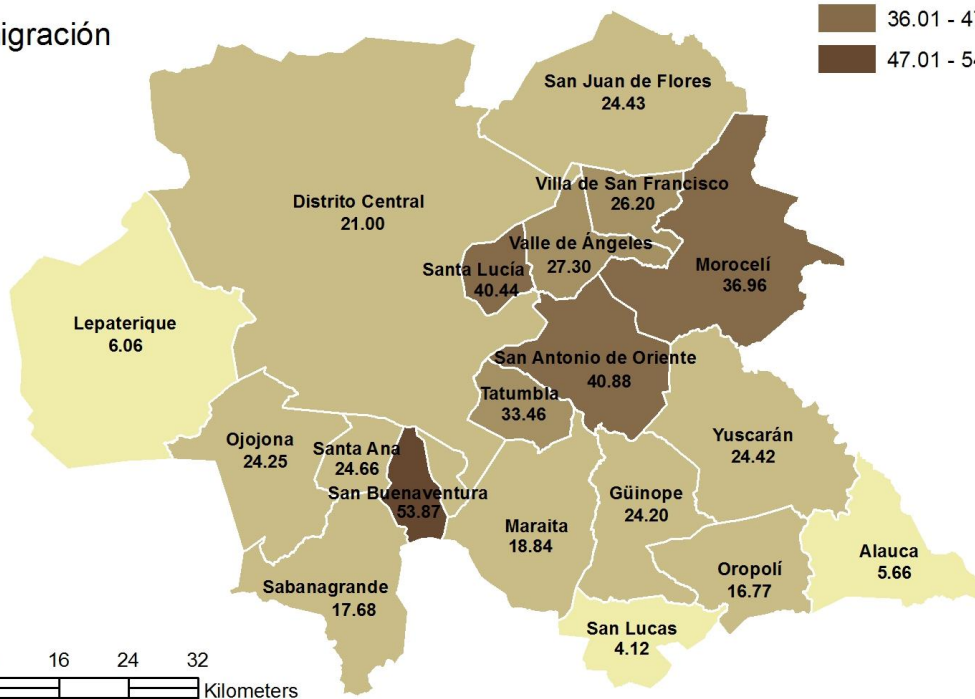 igración
36.01 - 4
47.01 - 54
San Juan de Flores
24.43
Villa de San Francisco
26.20
Distrito Central
21.00
Valle de Ángeles
27.30
Santa Lucía
40.44
Morocelí
36.96
Lepaterique
6.06
San Antonio de Oriente
40.88
Tatumbla
33.46
Ojojona
24.25
Santa Ana
24.66
San Buenaventura
53.87
Yuscarán
24.42
Güinope
24.20
Maraita
18.84
Alauca
5.66
Oropolí
16.77
Sabanagrande
17.68
San Lucas
4.12
16 24 32
Kilometers